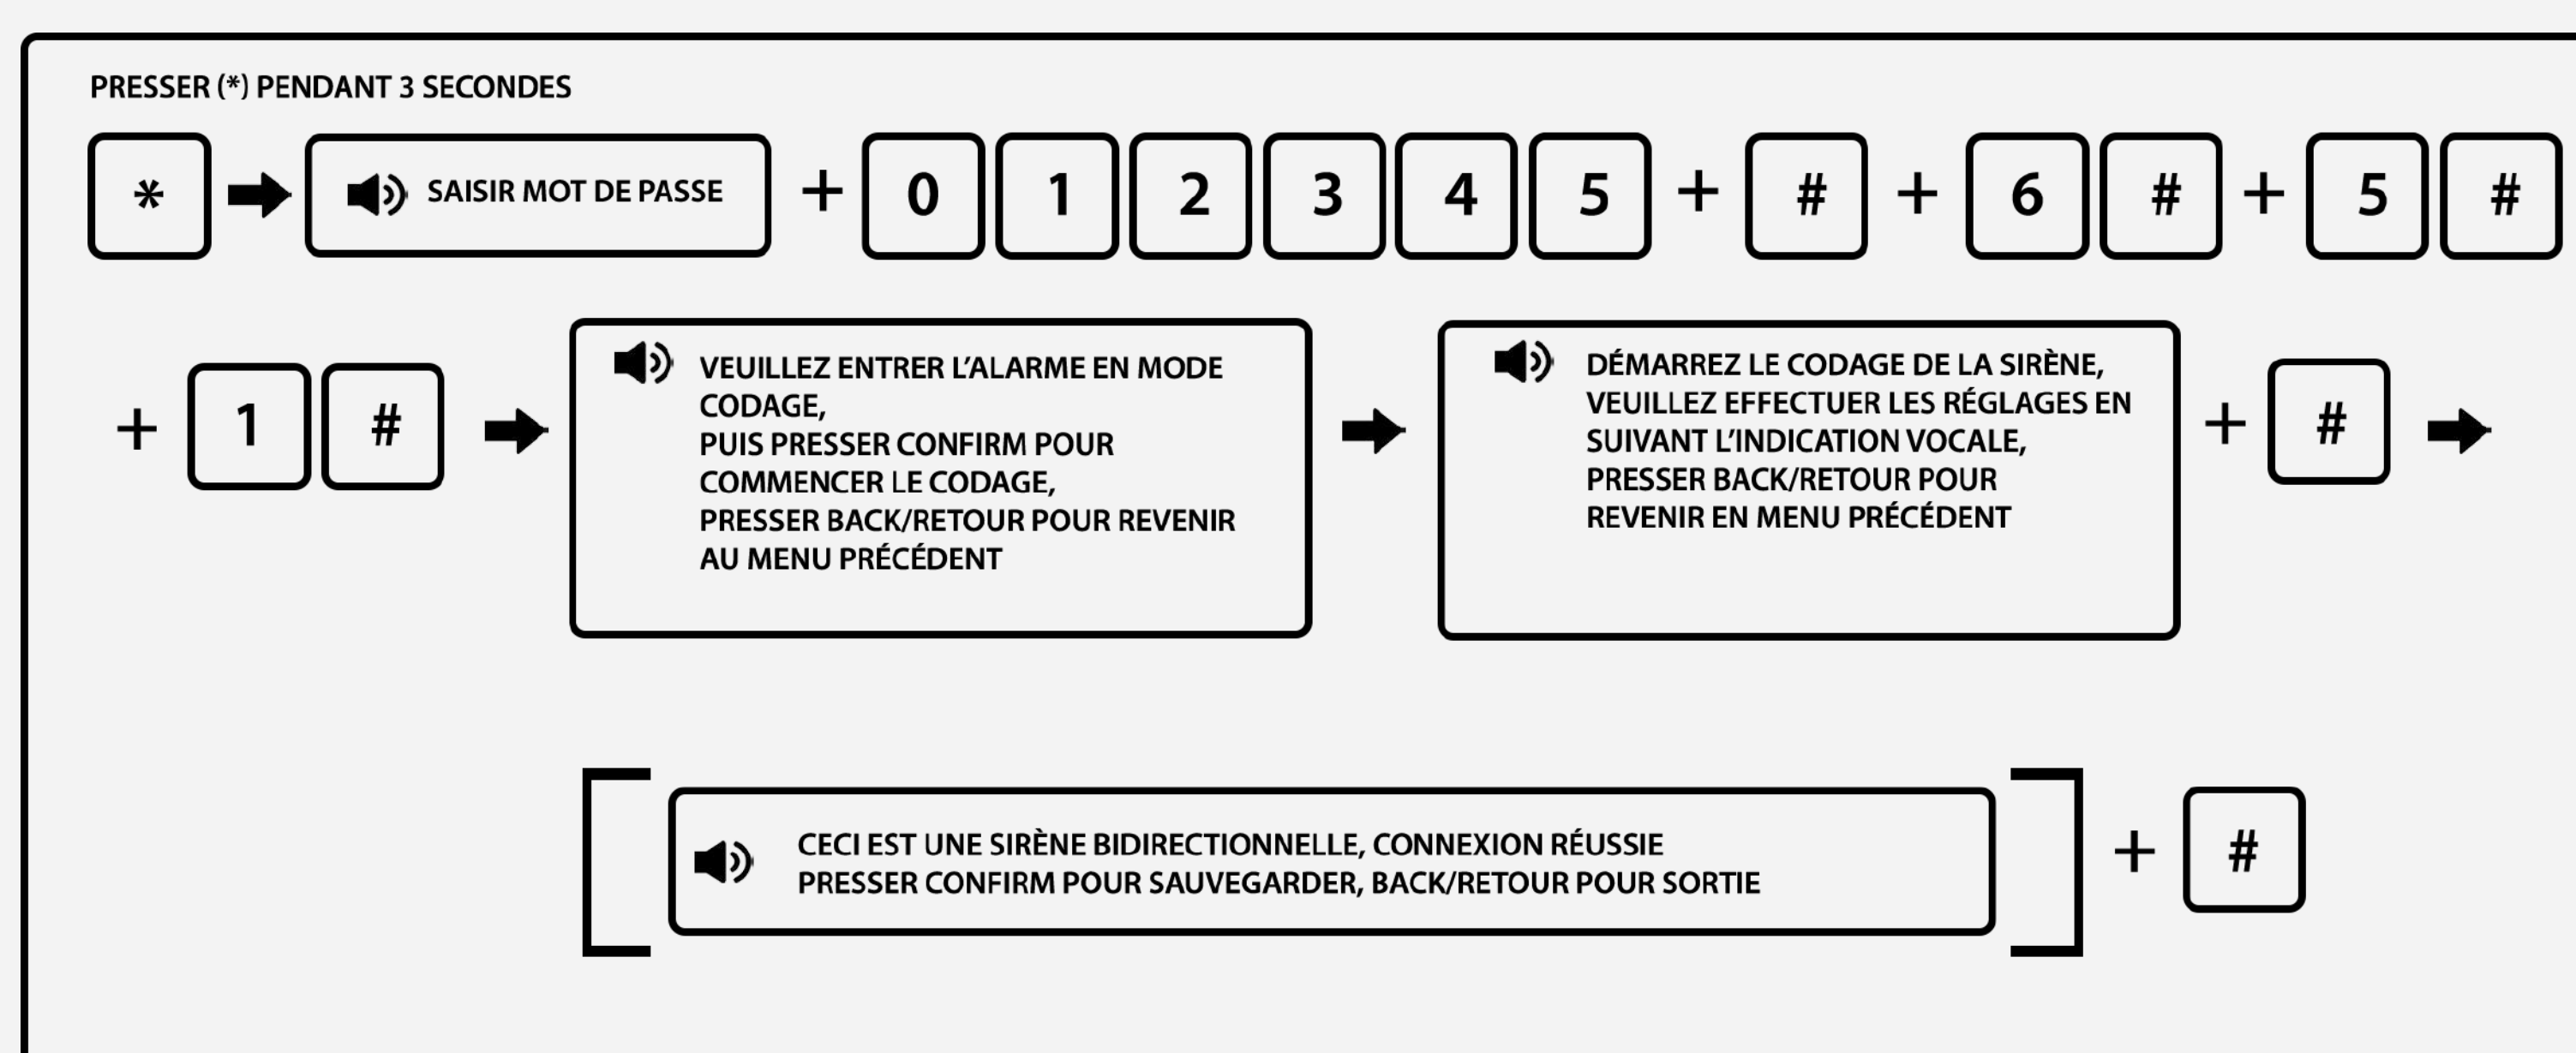 PRESSER (*) PENDANT 3 SECONDES
* SAISIR MOT DE PASSE + 0 1 2 3 4 5 + # + 6 # + 5 #
+ 1 #
VEUILLEZ ENTRER L’ALARME EN MODE
CODAGE,
PUIS PRESSER CONFIRM POUR
COMMENCER LE CODAGE,
PRESSER BACK/RETOUR POUR REVENIR
AU MENU PRÉCÉDENT
DÉMARREZ LE CODAGE DE LA SIRÈNE,
VEUILLEZ EFFECTUER LES RÉGLAGES EN
SUIVANT L’INDICATION VOCALE,
PRESSER BACK/RETOUR POUR
REVENIR EN MENU PRÉCÉDENT
+ #
CECI EST UNE SIRÈNE BIDIRECTIONNELLE, CONNEXION RÉUSSIE
PRESSER CONFIRM POUR SAUVEGARDER, BACK/RETOUR POUR SORTIE
+ #